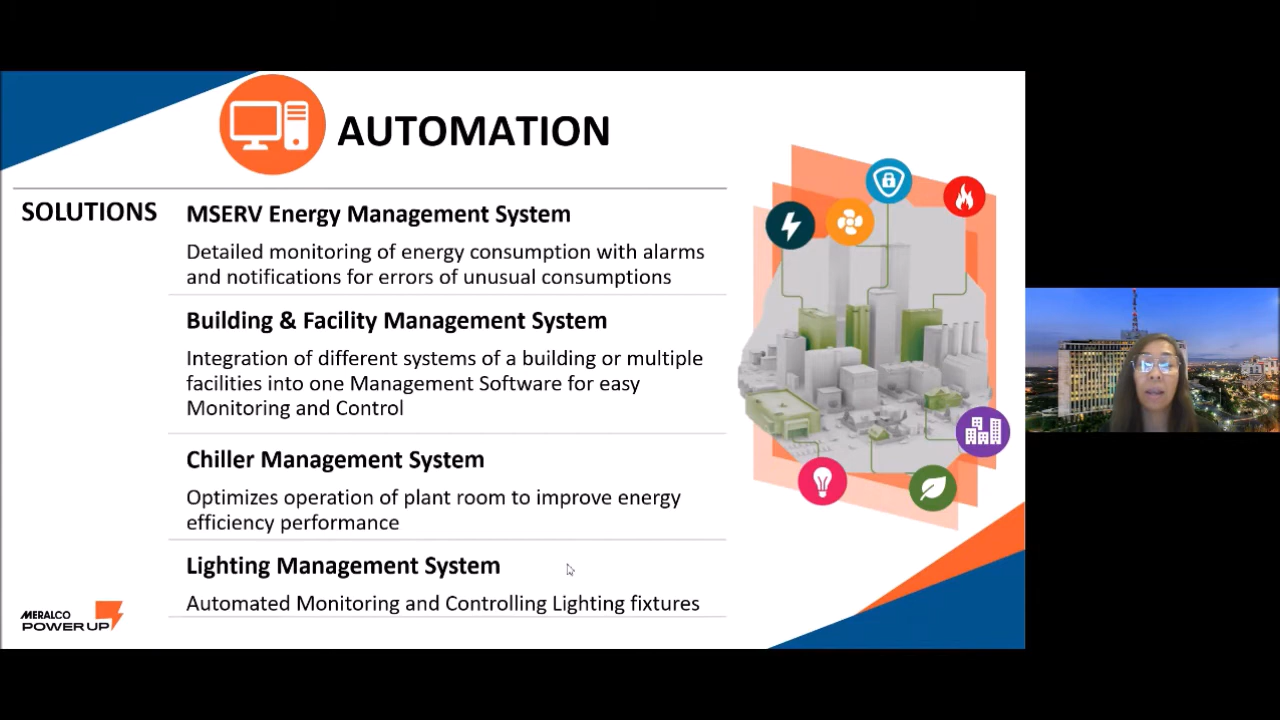 AUTOMATION
SOLUTIONS
MSERV Energy Management System
Detailed monitoring of energy consumption with alarms
and notifications for errors of unusual consumptions
Building & Facility Management System
Integration of different systems of a building or multiple
facilities into one Management Software for easy
Monitoring and Control
Chiller Management System
Optimizes operation of plant room to improve energy
efficiency performance
Lighting Management System
Automated Monitoring and Controlling Lighting fixtures
MERALCO
POWER UP